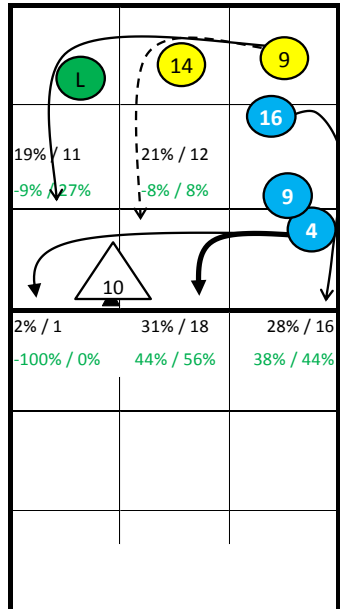 L 14 9
16
19% / 11 21% / 12
-9% / 27% -8% / 8%
9
4
10
2% / 1 31% / 18 28% / 16
-100% / 0% 44% / 56% 38% / 44%